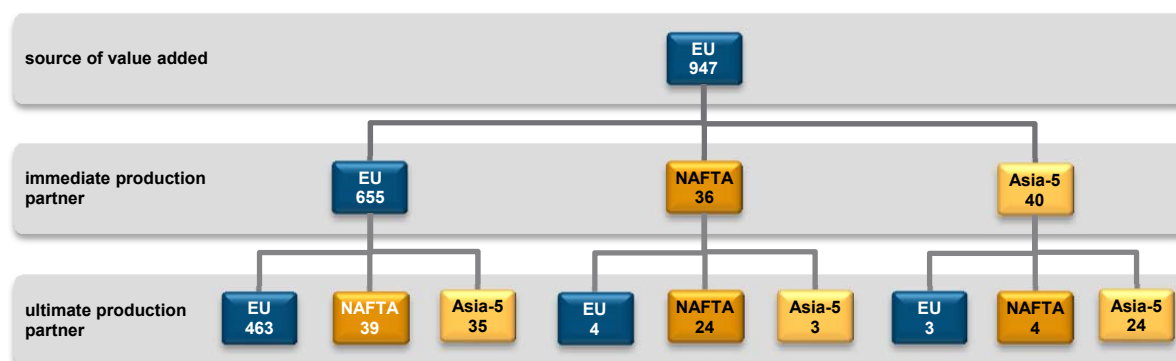 source of value added
EU
947
immediate production
partner
EU
655
NAFTA
36
Asia-5
40
ultimate production
partner
EU
463
NAFTA
39
Asia-5
35
EU
4
NAFTA
24
Asia-5
3
EU
3
NAFTA
4
Asia-5
24